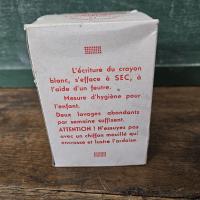 L'écriture du crayon
blanc, s'efface à SEC, à
l'aide d'un feutre.
Mesure d'hygiène pour
l'enfant.
Deux lavages abondants
par semaine suffisent.
ATTENTION ! N'essuyez pas
avec un chiffon mouillé qui
encrasse et lustre l'ardoise.